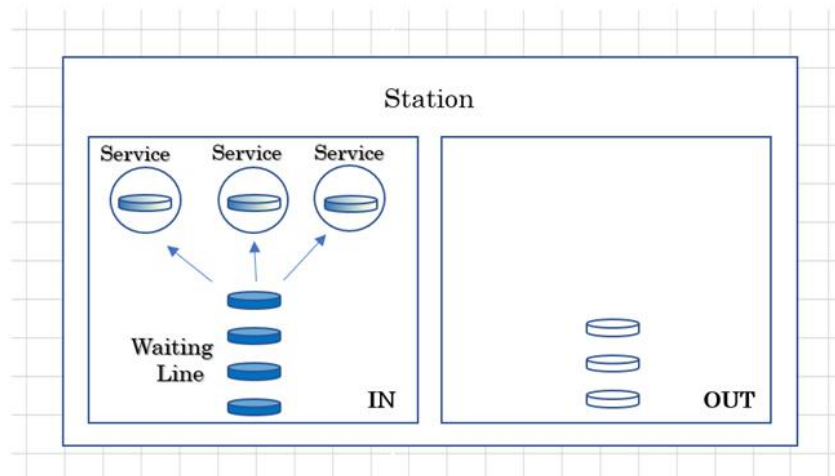 Station
Service
Service
Service
Waiting
Line
IN
OUT